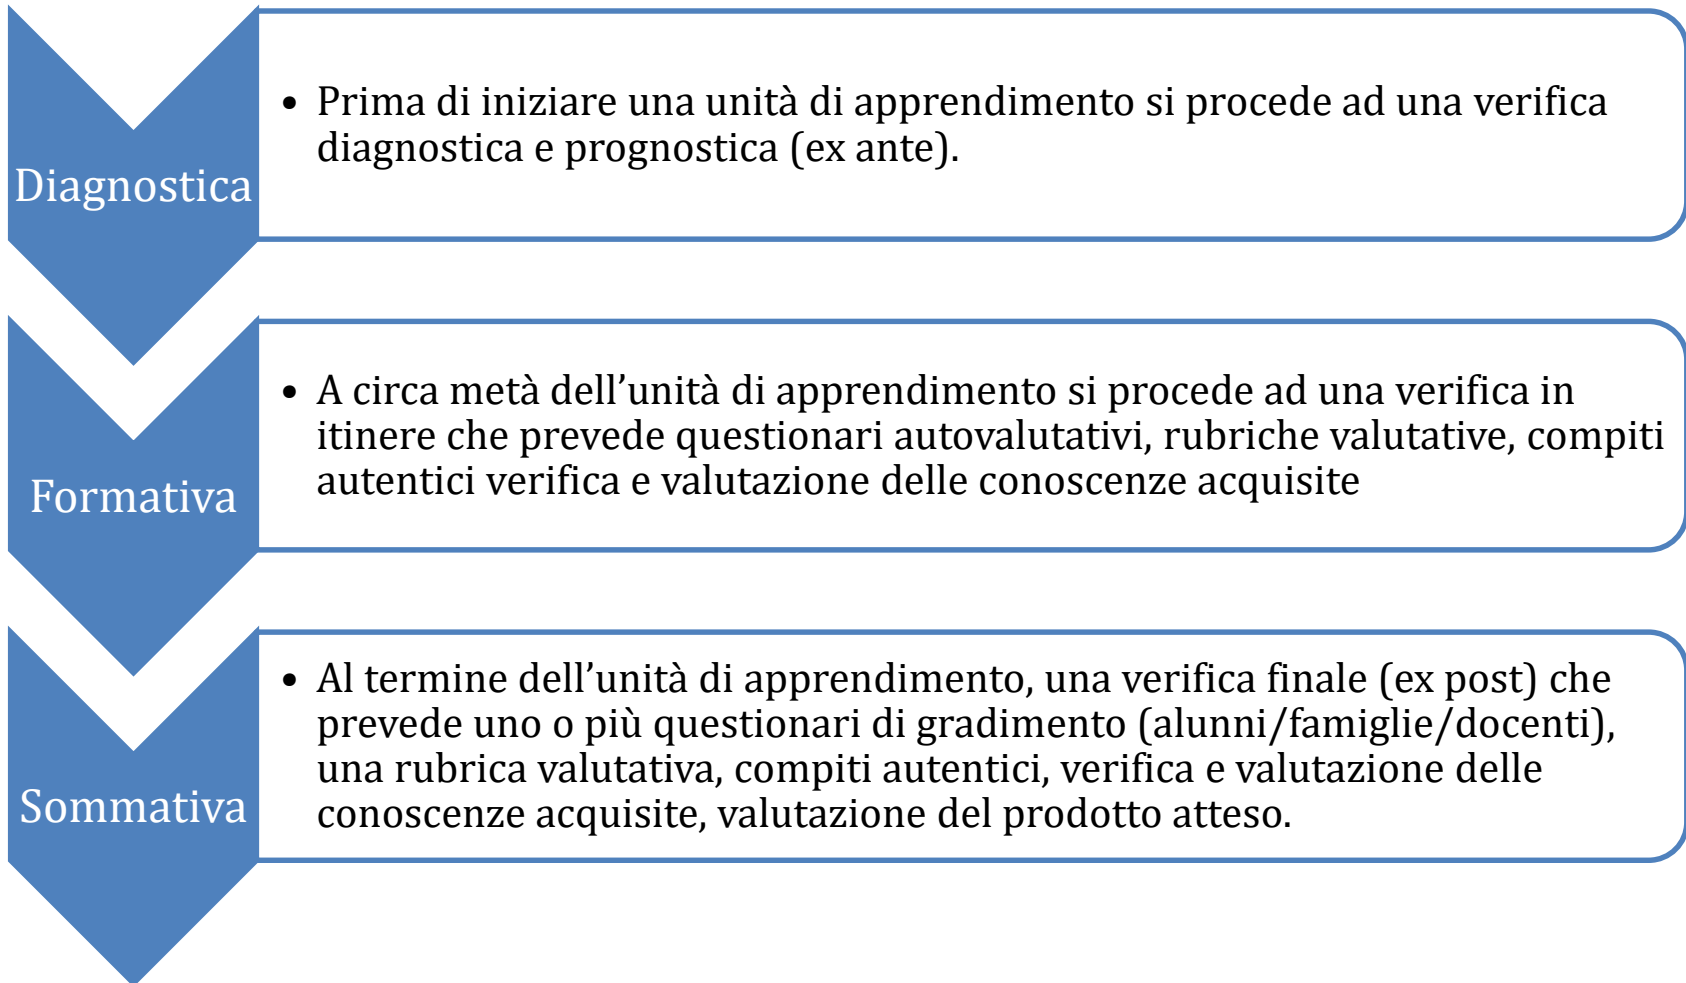 Diagnostica
• Prima di iniziare una unità di apprendimento si procede ad una verifica
diagnostica e prognostica (ex ante).
Formativa
• A circa metà dell’unità di apprendimento si procede ad una verifica in
itinere che prevede questionari autovalutativi, rubriche valutative, compiti
autentici verifica e valutazione delle conoscenze acquisite
Sommativa
• Al termine dell’unità di apprendimento, una verifica finale (ex post) che
prevede uno o più questionari di gradimento (alunni/famiglie/docenti),
una rubrica valutativa, compiti autentici, verifica e valutazione delle
conoscenze acquisite, valutazione del prodotto atteso.